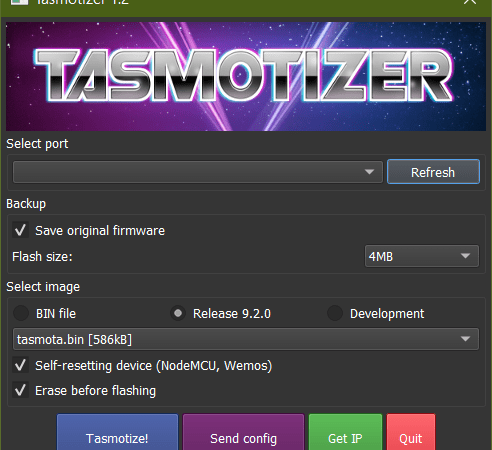 Tasmotizer 1.2
TASMOTIZER
Select port
Refresh
Backup
Save original firmware
Flash size:
4MB
Select image
BIN file
Release 9.2.0
Development
tasmota.bin [586kB]
Self-resetting device (NodeMCU, Wemos)
Erase before flashing
Tasmotize!
Send config
Get IP
Quit